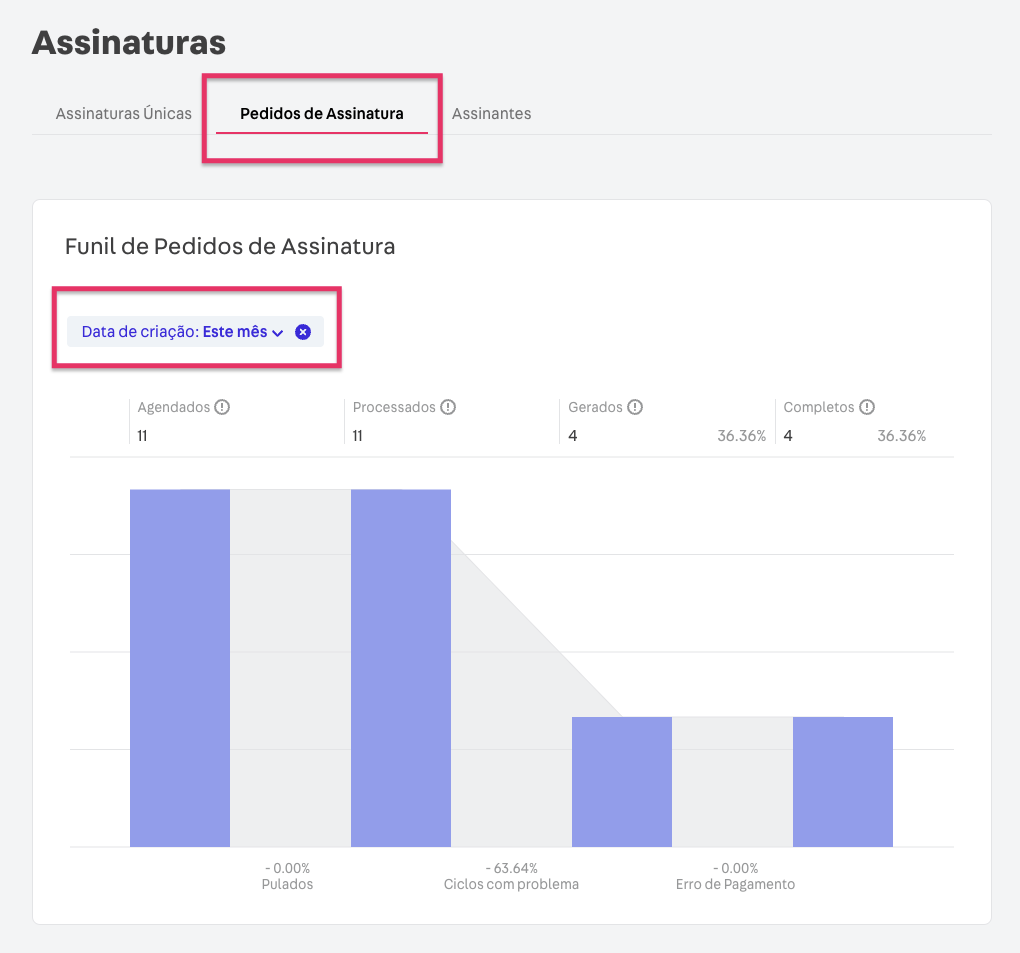 Assinaturas
Assinaturas Únicas
Pedidos de Assinatura
Assinantes
Funil de Pedidos de Assinatura
Data de criação: Este mês
Agendados
Processados
Gerados
Completos
11
11
4
36.36%
4
36.36%
- 0.00%
Pulados
- 63.64%
Ciclos com problema
- 0.00%
Erro de Pagamento